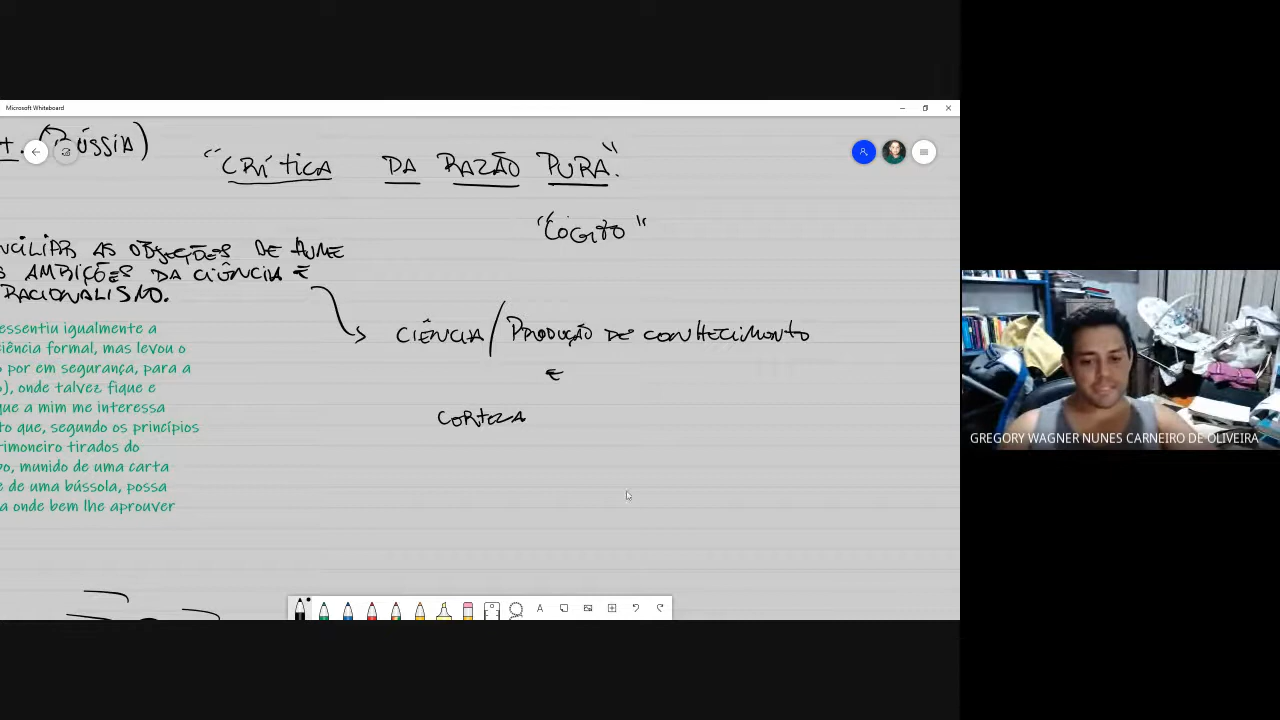 Microsoft Whiteboard
t. (RÚSSIA)
"CRÍTICA DA RAZÃO PURA."
"COGITO"
NCILIAR AS OBJEÇÕES DE HUME
S AMBIÇÕES DA CIÊNCIA E
RACIONALISMO.
CIÊNCIA / PRODUÇÃO DE CONHECIMENTO
E
CERTEZA
essentiu igualmente a
iência formal, mas levou o
o por em segurança, para a
o), onde talvez fique e
que a mim me interessa
to que, segundo os princípios
rimoneiro tirados do
bo, munido de uma carta
e de uma bússola, possa
a onde bem lhe aprouver
GREGORY WAGNER NUNES CARNEIRO DE OLIVEIRA